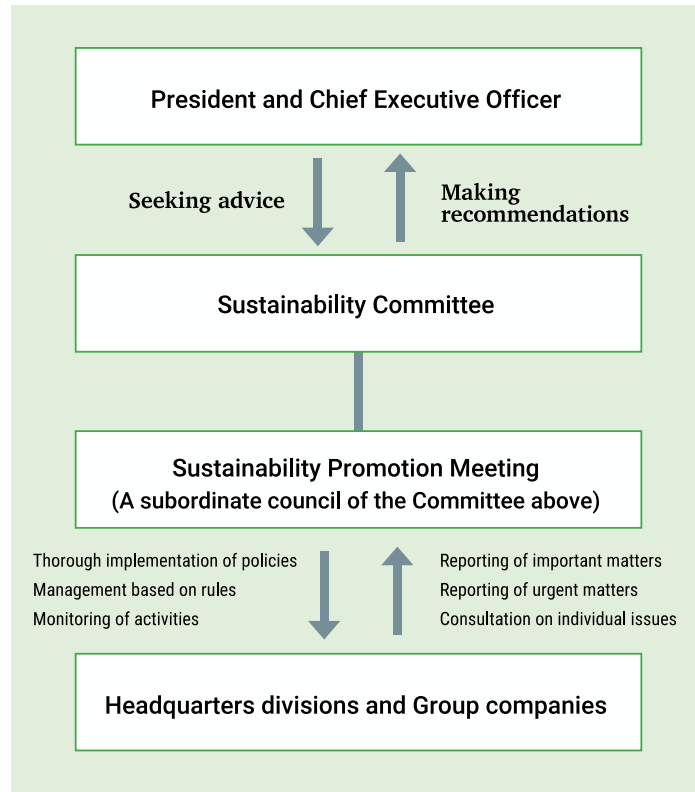 President and Chief Executive Officer
Seeking advice
Making
recommendations
Sustainability Committee
Sustainability Promotion Meeting
(A subordinate council of the Committee above)
Thorough implementation of policies
Management based on rules
Monitoring of activities
Reporting of important matters
Reporting of urgent matters
Consultation on individual issues
Headquarters divisions and Group companies